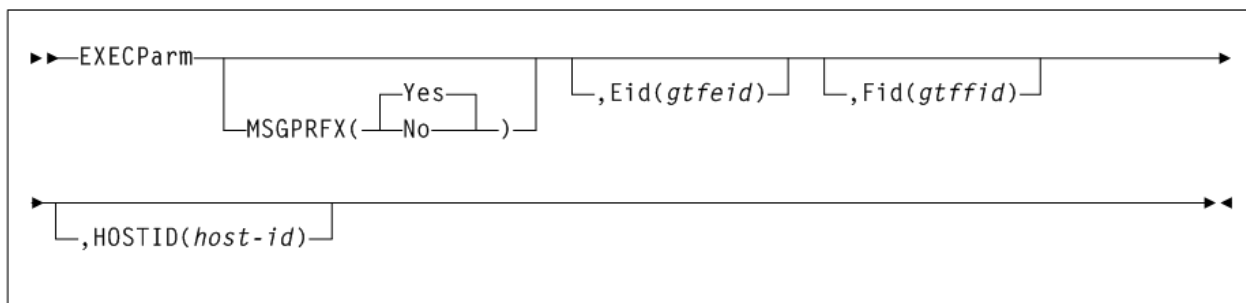 EXECParm
MSGPRFX( Yes )
No
,Eid(gtfeid)
,Fid(gtffid)
,HOSTID(host-id)